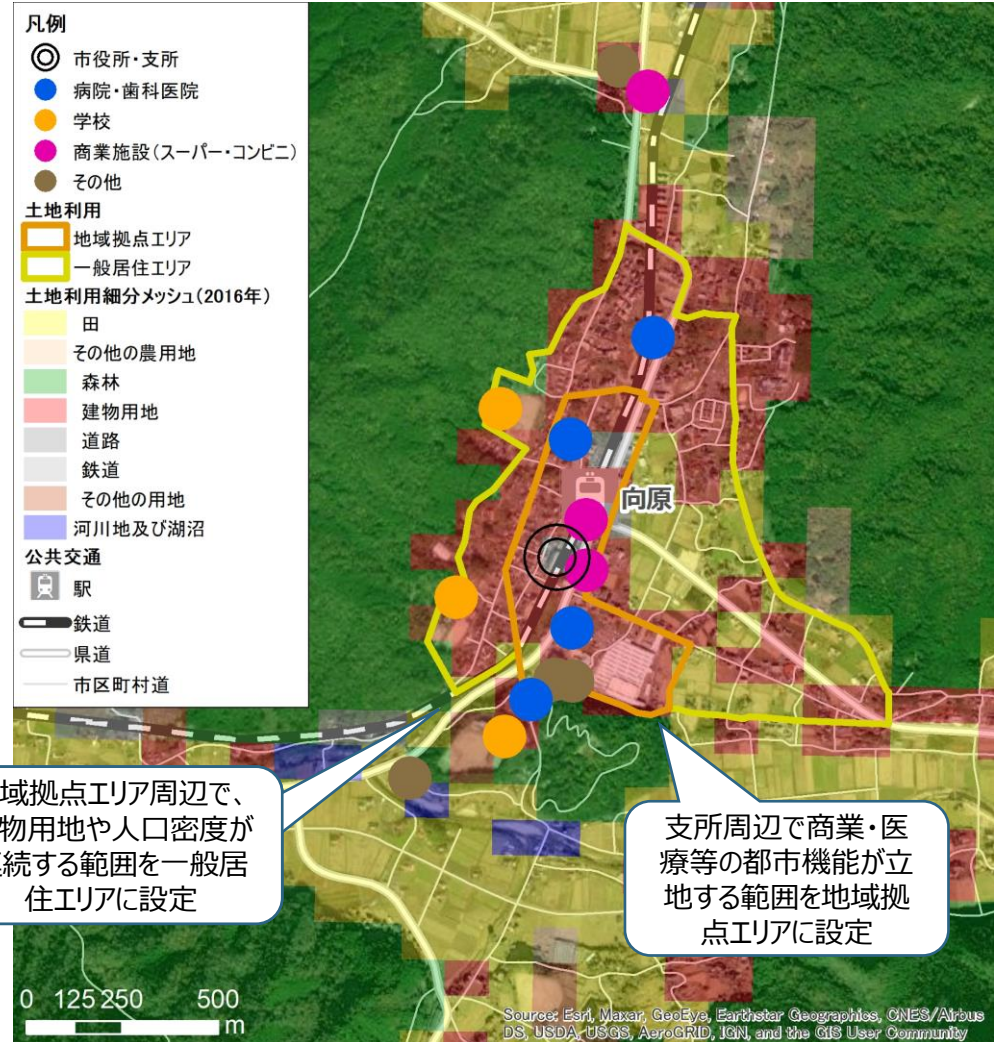 凡例
市役所・支所
病院・歯科医院
学校
商業施設(スーパー・コンビニ)
その他
土地利用
地域拠点エリア
一般居住エリア
土地利用細分メッシュ(2016年)
田
その他の農用地
森林
建物用地
道路
鉄道
その他の用地
河川地及び湖沼
公共交通
駅
鉄道
県道
市区町村道
向原
域拠点エリア周辺で、
物用地や人口密度が
続する範囲を一般居
住エリアに設定
支所周辺で商業・医
療等の都市機能が立
地する範囲を地域拠
点エリアに設定
0 125 250 500
m
Source: Esri, Maxar, GeoEye, Earthstar Geographics, CNES/Airbus
DS, USDA, USGS, AeroGRID, IGN, and the GIS User Community